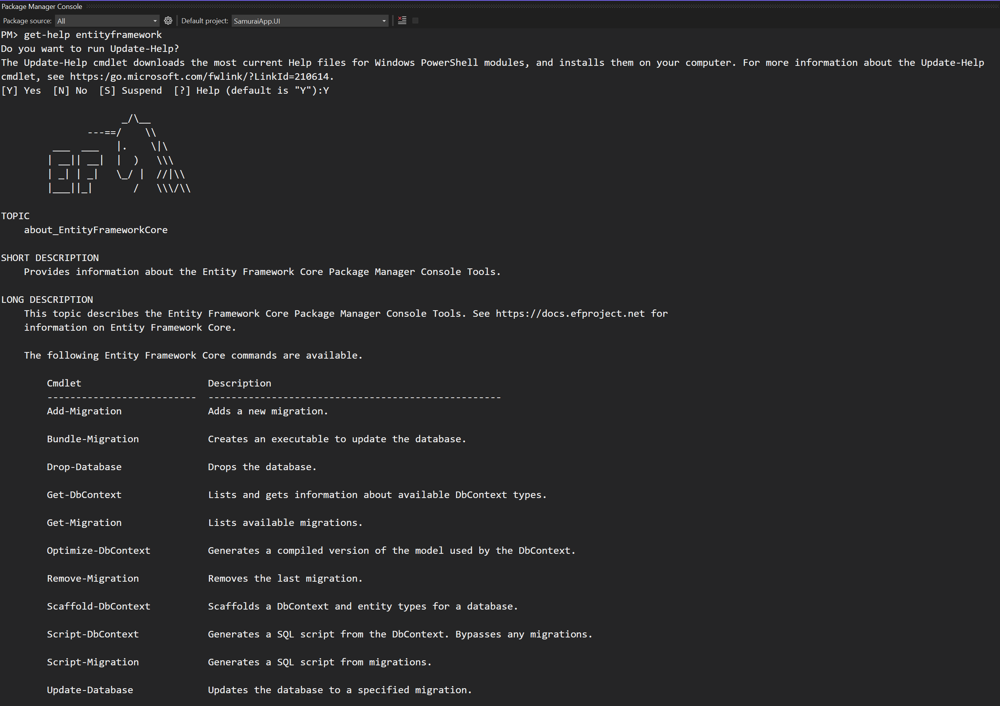 Package Manager Console
Package source: All Default project: SamuraiApp.UI
PM> get-help entityframework
Do you want to run Update-Help?
The Update-Help cmdlet downloads the most current Help files for Windows PowerShell modules, and installs them on your computer. For more information about the Update-Help
cmdlet, see https:/go.microsoft.com/fwlink/?LinkId=210614.
[Y] Yes  [N] No  [S] Suspend  [?] Help (default is "Y"):Y
                     _/\__
               ---==/    \\
         ___  ___   |.    \|\
        | __|| __|  |  )   \\\
        | _| | _|   \_/ |  //|\\
        |___||_|       /   \\\/\\
TOPIC
    about_EntityFrameworkCore
SHORT DESCRIPTION
    Provides information about the Entity Framework Core Package Manager Console Tools.
LONG DESCRIPTION
    This topic describes the Entity Framework Core Package Manager Console Tools. See https://docs.efproject.net for
    information on Entity Framework Core.
    The following Entity Framework Core commands are available.
        Cmdlet                      Description
        --------------------------  ---------------------------------------------------
        Add-Migration               Adds a new migration.
        Bundle-Migration            Creates an executable to update the database.
        Drop-Database               Drops the database.
        Get-DbContext               Lists and gets information about available DbContext types.
        Get-Migration               Lists available migrations.
        Optimize-DbContext          Generates a compiled version of the model used by the DbContext.
        Remove-Migration            Removes the last migration.
        Scaffold-DbContext          Scaffolds a DbContext and entity types for a database.
        Script-DbContext            Generates a SQL script from the DbContext. Bypasses any migrations.
        Script-Migration            Generates a SQL script from migrations.
        Update-Database             Updates the database to a specified migration.